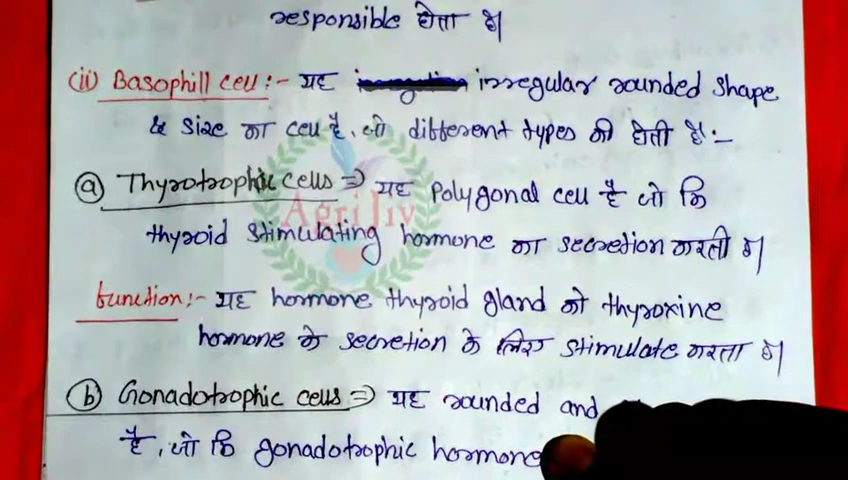 responsible होता है।
(ii) Basophill cell:- यह irregular rounded shape
& size का cell है, जो different types की होती है:-
(a) Thyrotrophic cells => यह Polygonal cell है जो कि
thyroid stimulating hormone का secretion करती है।
function:- यह hormone thyroid gland को thyroxine
hormone के secretion के लिए stimulate करता है।
(b) Gonadotrophic cells => यह rounded and
है, जो कि gonadotrophic hormone
Agri Jiv